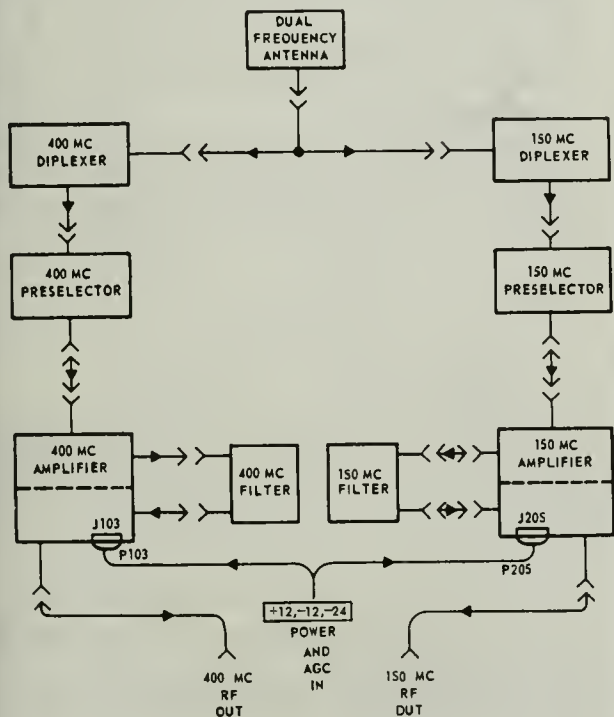 DUAL
FREQUENCY
ANTENNA
400 MC
DIPLEXER
150 MC
DIPLEXER
400 MC
PRESELECTOR
150 MC
PRESELECTOR
400 MC
AMPLIFIER
400 MC
FILTER
150 MC
FILTER
150 MC
AMPLIFIER
J103
P103
J205
P205
+12,-12,-24
POWER
AND
AGC
IN
400 MC
RF
OUT
150 MC
RF
DUT